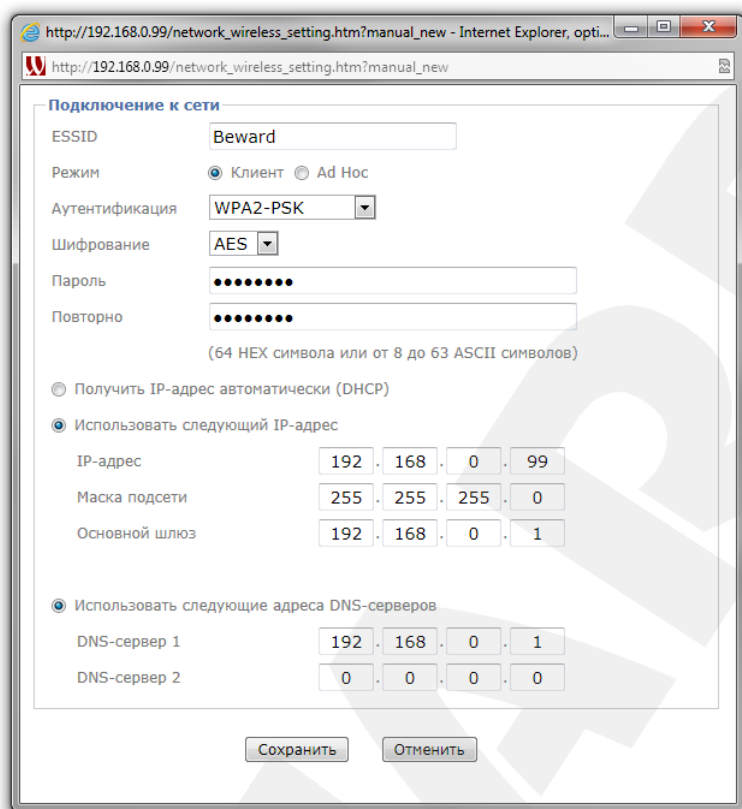 http://192.168.0.99/network_wireless_setting.htm?manual_new - Internet Explorer, opti...
http://192.168.0.99/network_wireless_setting.htm?manual_new
Подключение к сети
ESSID Beward
Режим Клиент Ad Hoc
Аутентификация WPA2-PSK
Шифрование AES
Пароль ●●●●●●●●
Повторно ●●●●●●●●
(64 HEX символа или от 8 до 63 ASCII символов)
Получить IP-адрес автоматически (DHCP)
Использовать следующий IP-адрес
IP-адрес 192 . 168 . 0 . 99
Маска подсети 255 . 255 . 255 . 0
Основной шлюз 192 . 168 . 0 . 1
Использовать следующие адреса DNS-серверов
DNS-сервер 1 192 . 168 . 0 . 1
DNS-сервер 2 0 . 0 . 0 . 0
Сохранить Отменить